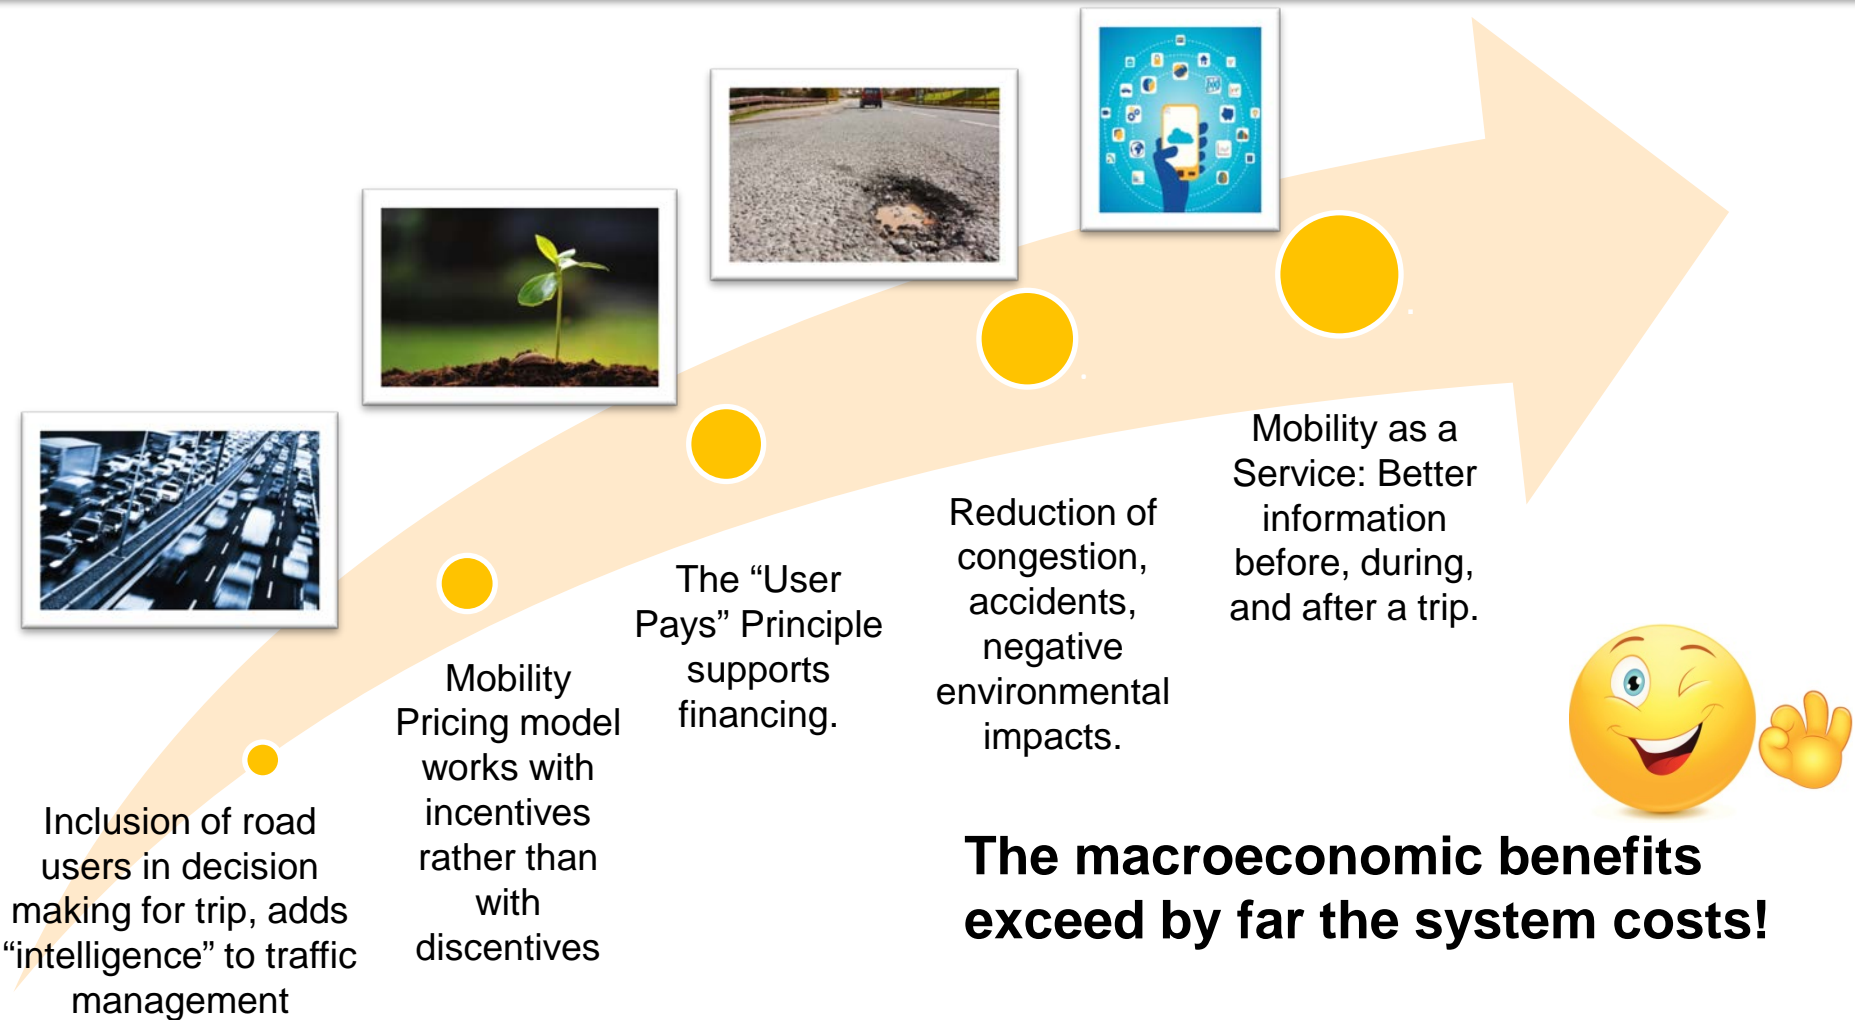 Inclusion of road
users in decision
making for trip, adds
“intelligence” to traffic
management
Mobility
Pricing model
works with
incentives
rather than
with
discentives
The “User
Pays” Principle
supports
financing.
Reduction of
congestion,
accidents,
negative
environmental
impacts.
Mobility as a
Service: Better
information
before, during,
and after a trip.
The macroeconomic benefits
exceed by far the system costs!